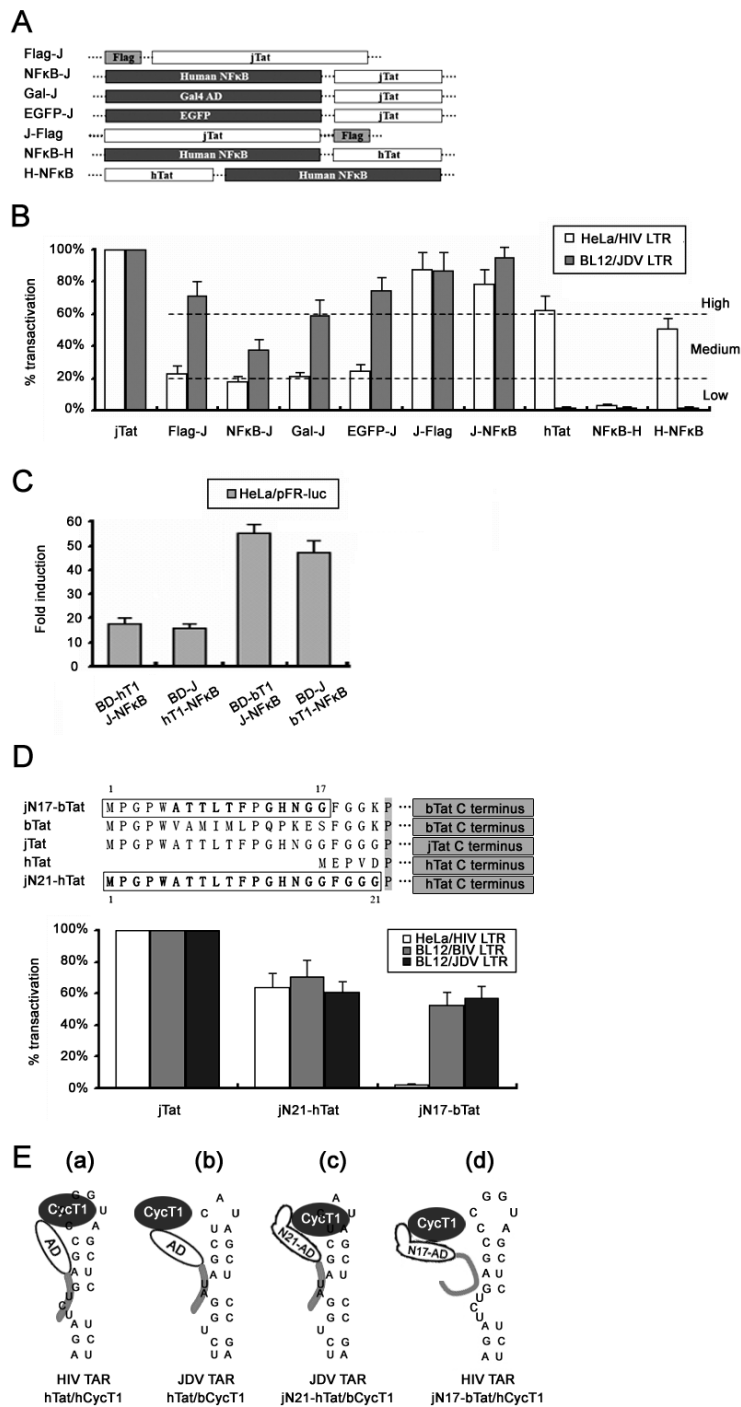 A
Flag-J Flag jTat
NFκB-J Human NFκB jTat
Gal-J Gal4 AD jTat
EGFP-J EGFP jTat
J-Flag jTat Flag
NFκB-H Human NFκB hTat
H-NFκB hTat Human NFκB
B
HeLa/HIV LTR
BL12/JDV LTR
% transactivation
100%
80%
60%
40%
20%
0%
High
Medium
Low
jTat Flag-J NFκB-J Gal-J EGFP-J J-Flag J-NFκB hTat NFκB-H H-NFκB
C
HeLa/pFR-luc
Fold induction
60
50
40
30
20
10
0
BD-hT1 J-NFκB
BD-J hT1-NFκB
BD-bT1 J-NFκB
BD-J bT1-NFκB
D
1 17
jN17-bTat M P G P W A T T L T F P G H N G G F G G K P ··· bTat C terminus
bTat M P G P W V A M I M L P Q P K E S F G G K P ··· bTat C terminus
jTat M P G P W A T T L T F P G H N G G F G G G P ··· jTat C terminus
hTat M E P V D P ··· hTat C terminus
jN21-hTat M P G P W A T T L T F P G H N G G F G G G P ··· hTat C terminus
1 21
HeLa/HIV LTR
BL12/BIV LTR
BL12/JDV LTR
% transactivation
100%
80%
60%
40%
20%
0%
jTat jN21-hTat jN17-bTat
E (a) (b) (c) (d)
CycT1 CycT1 CycT1 CycT1
AD AD N21-AD N17-AD
HIV TAR JDV TAR JDV TAR HIV TAR
hTat/hCycT1 hTat/bCycT1 jN21-hTat/bCycT1 jN17-bTat/hCycT1